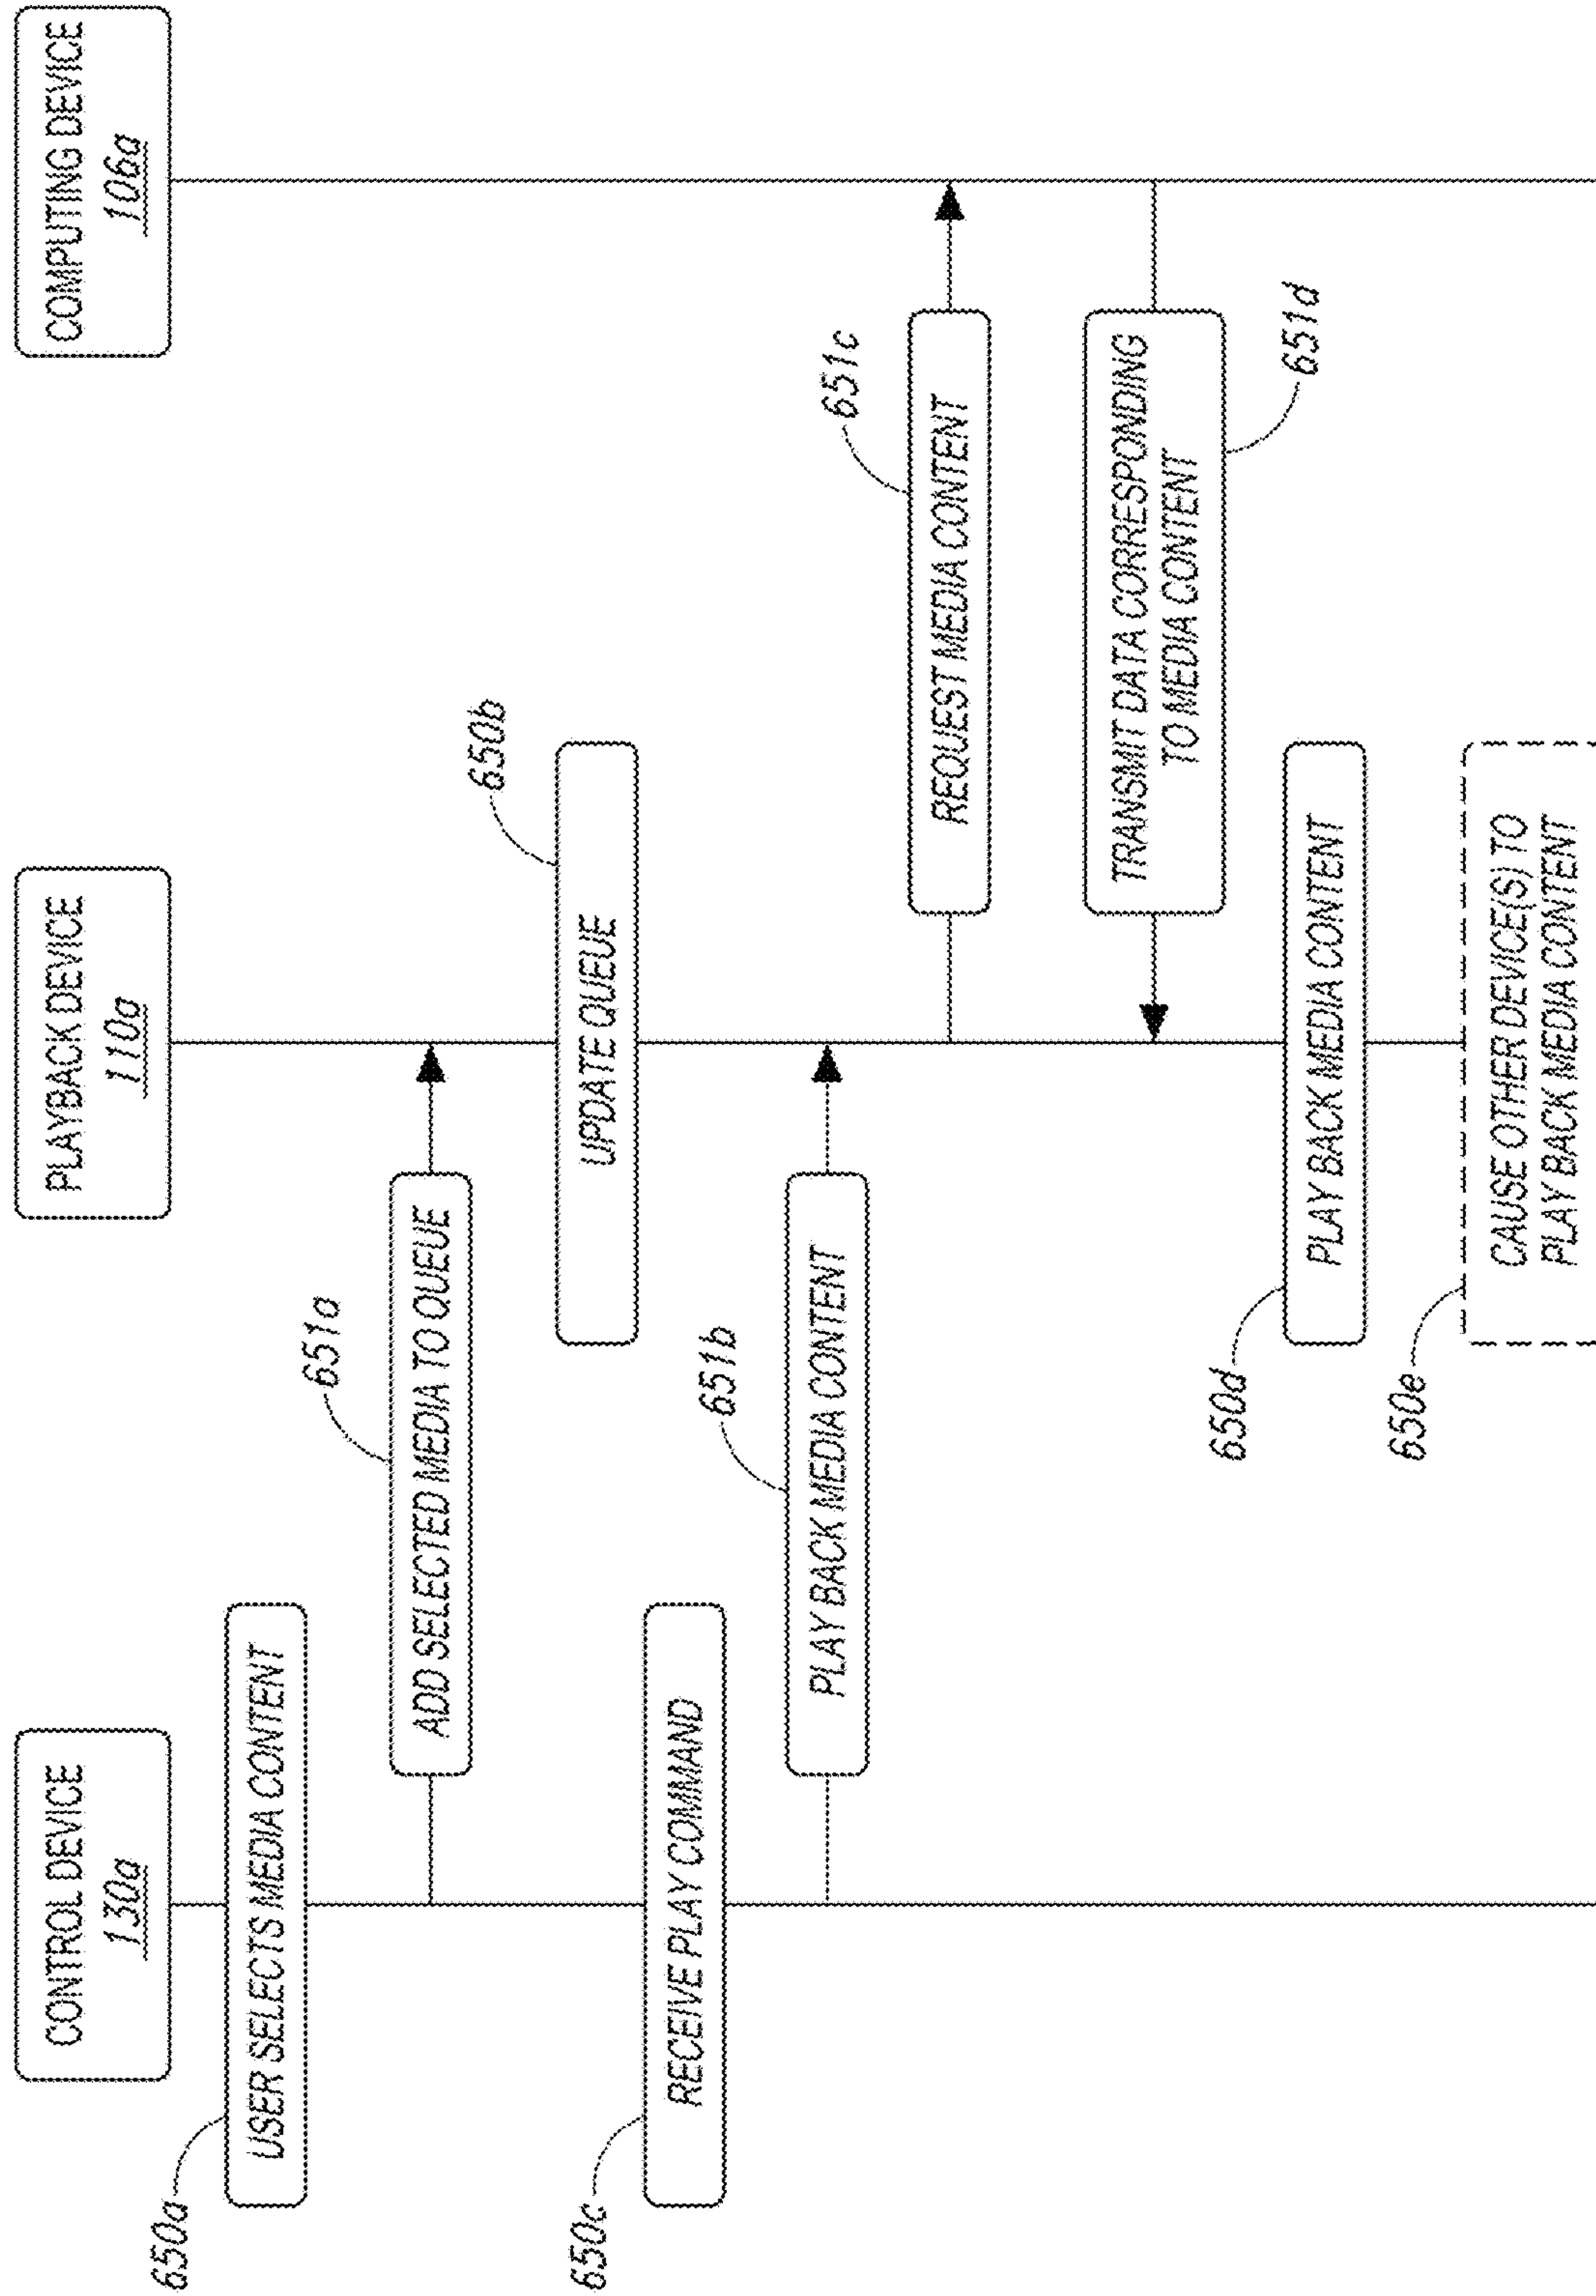 CONTROL DEVICE
130a
PLAYBACK DEVICE
110a
COMPUTING DEVICE
106a
650a
USER SELECTS MEDIA CONTENT
651a
ADD SELECTED MEDIA TO QUEUE
650b
UPDATE QUEUE
650c
RECEIVE PLAY COMMAND
651b
PLAY BACK MEDIA CONTENT
651c
REQUEST MEDIA CONTENT
TRANSMIT DATA CORRESPONDING
TO MEDIA CONTENT
651d
650d
PLAY BACK MEDIA CONTENT
650e
CAUSE OTHER DEVICE(S) TO
PLAY BACK MEDIA CONTENT